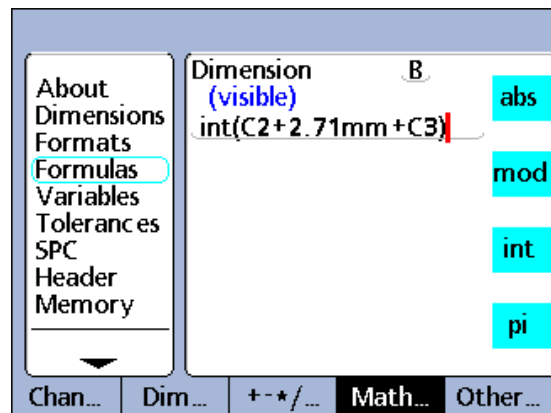 About
Dimensions
Formats
Formulas
Variables
Tolerances
SPC
Header
Memory
Dimension B
(visible)
int(C2+2.71mm+C3)
abs
mod
int
pi
Chan... Dim... +-*/... Math... Other...